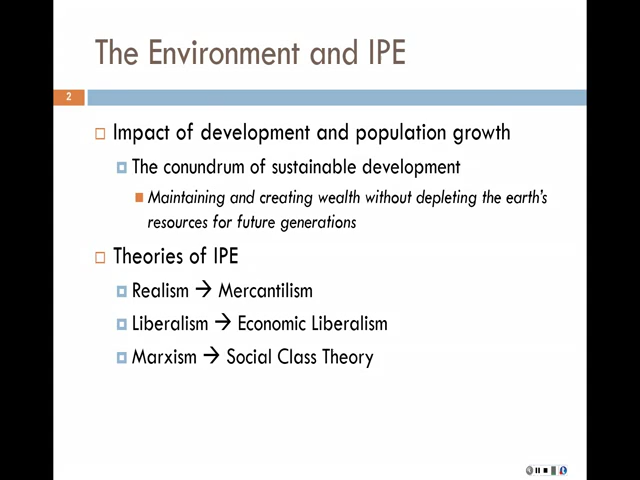 The Environment and IPE
2
Impact of development and population growth
The conundrum of sustainable development
Maintaining and creating wealth without depleting the earth's
resources for future generations
Theories of IPE
Realism → Mercantilism
Liberalism → Economic Liberalism
Marxism → Social Class Theory